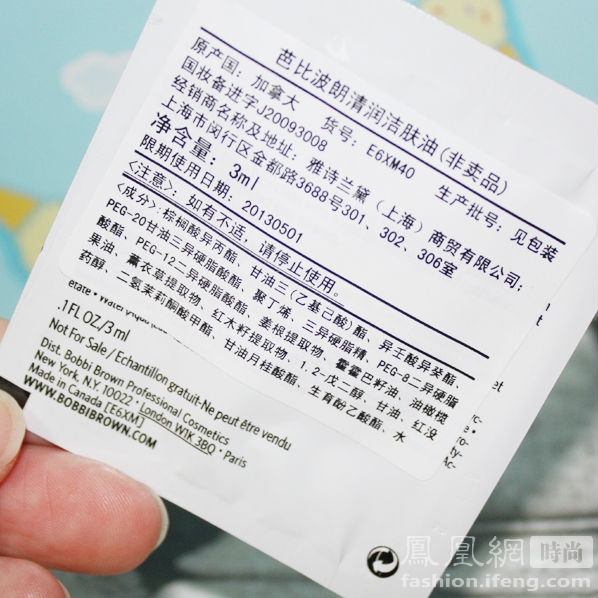 芭比波朗清润洁肤油(非卖品)
原产国：加拿大 货号：E6XM40 生产批号：见包装
国妆备进字J20093008
经销商名称及地址：雅诗兰黛（上海）商贸有限公司；
上海市闵行区金都路3688号301、302、306室
净含量：3ml
限期使用日期：20130501
<注意>：如有不适，请停止使用。
<成分>：棕榈酸异丙酯、甘油三(乙基己酸)酯、异壬酸异癸酯、
PEG-20甘油三异硬脂酸酯、聚丁烯、三异硬脂精、PEG-8二异硬脂
酸酯、PEG-12二异硬脂酸酯、姜根提取物、霍霍巴籽油、油橄榄
果油、薰衣草提取物、红木籽提取物、1,2-戊二醇、甘油、红没
药醇、二氢茉莉酮酸甲酯、甘油月桂酸酯、生育酚乙酸酯、水
etate • Water
.1FL OZ/3 ml
Not For Sale / Echantillon gratuit-Ne peut être vendu
Dist. Bobbi Brown Professional Cosmetics
New York, N.Y. 10022 • London W1K 3BQ • Paris
Made in Canada [E6XM]
WWW.BOBBIBROWN.COM
鳳凰網 時尚
fashion.ifeng.com